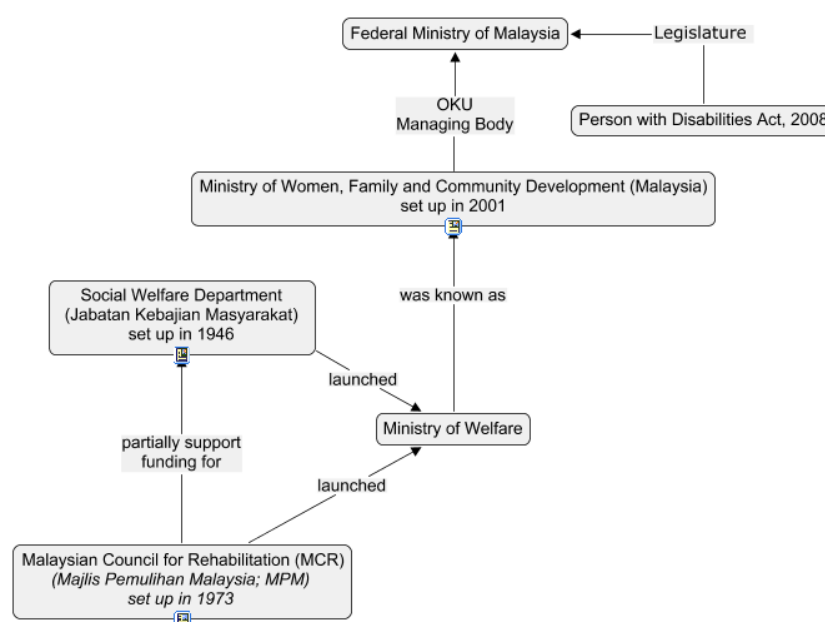 Federal Ministry of Malaysia
Legislature
OKU
Managing Body
Person with Disabilities Act, 2008
Ministry of Women, Family and Community Development (Malaysia)
set up in 2001
was known as
Social Welfare Department
(Jabatan Kebajian Masyarakat)
set up in 1946
launched
Ministry of Welfare
partially support
funding for
launched
Malaysian Council for Rehabilitation (MCR)
(Majlis Pemulihan Malaysia; MPM)
set up in 1973